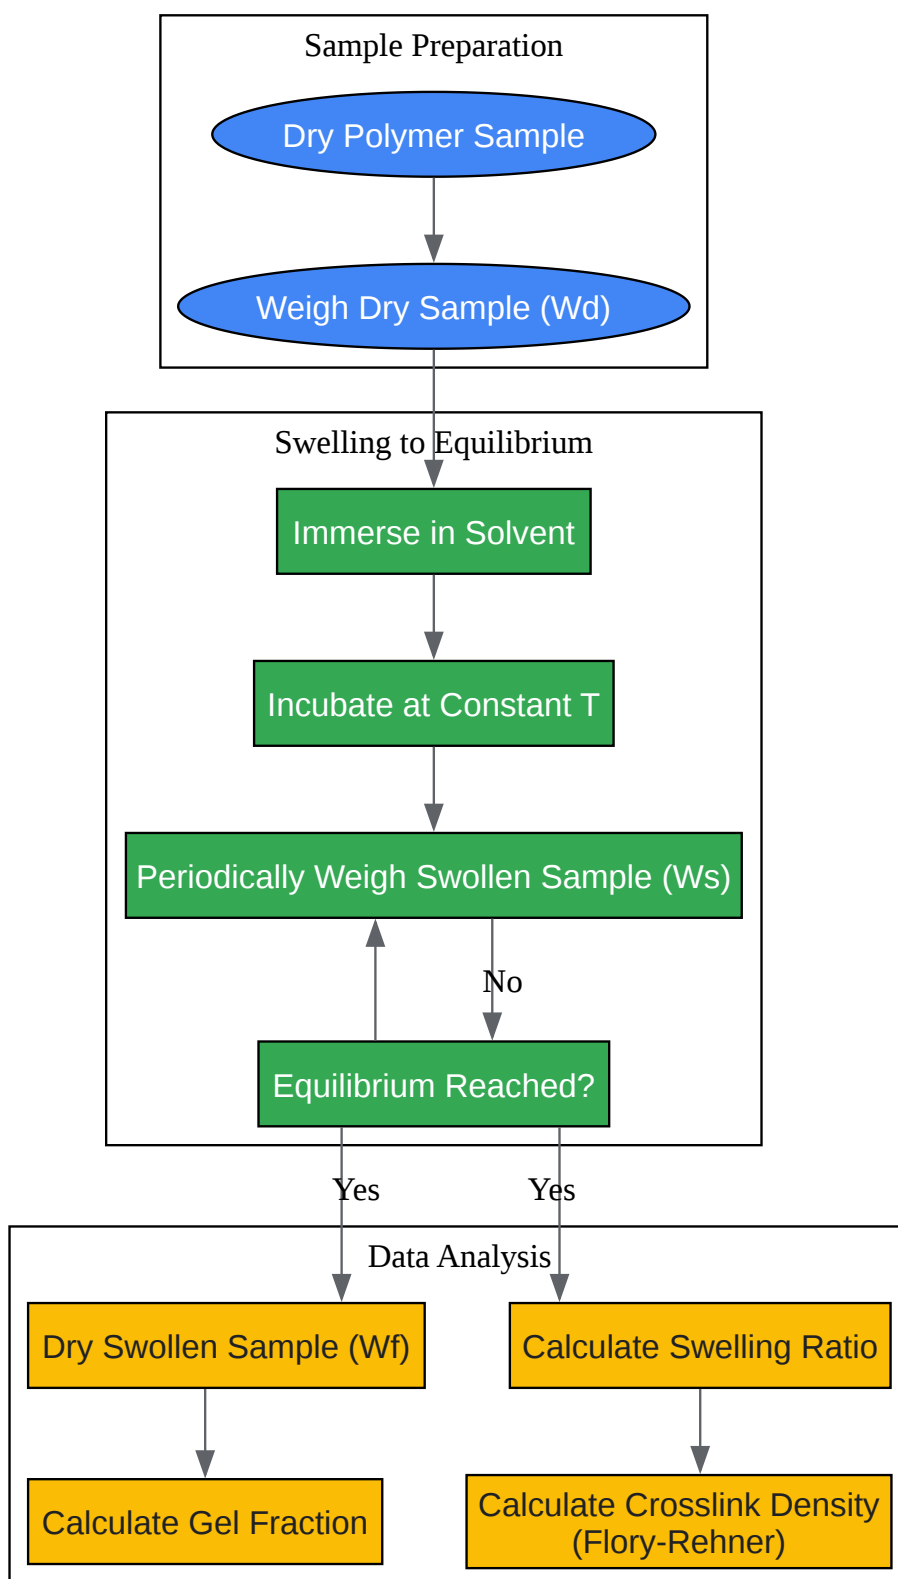 Sample Preparation
Dry Polymer Sample
Weigh Dry Sample (Wd)
Swelling to Equilibrium
Immerse in Solvent
Incubate at Constant T
Periodically Weigh Swollen Sample (Ws)
No
Equilibrium Reached?
Yes
Yes
Data Analysis
Dry Swollen Sample (Wf)
Calculate Swelling Ratio
Calculate Gel Fraction
Calculate Crosslink Density
(Flory-Rehner)